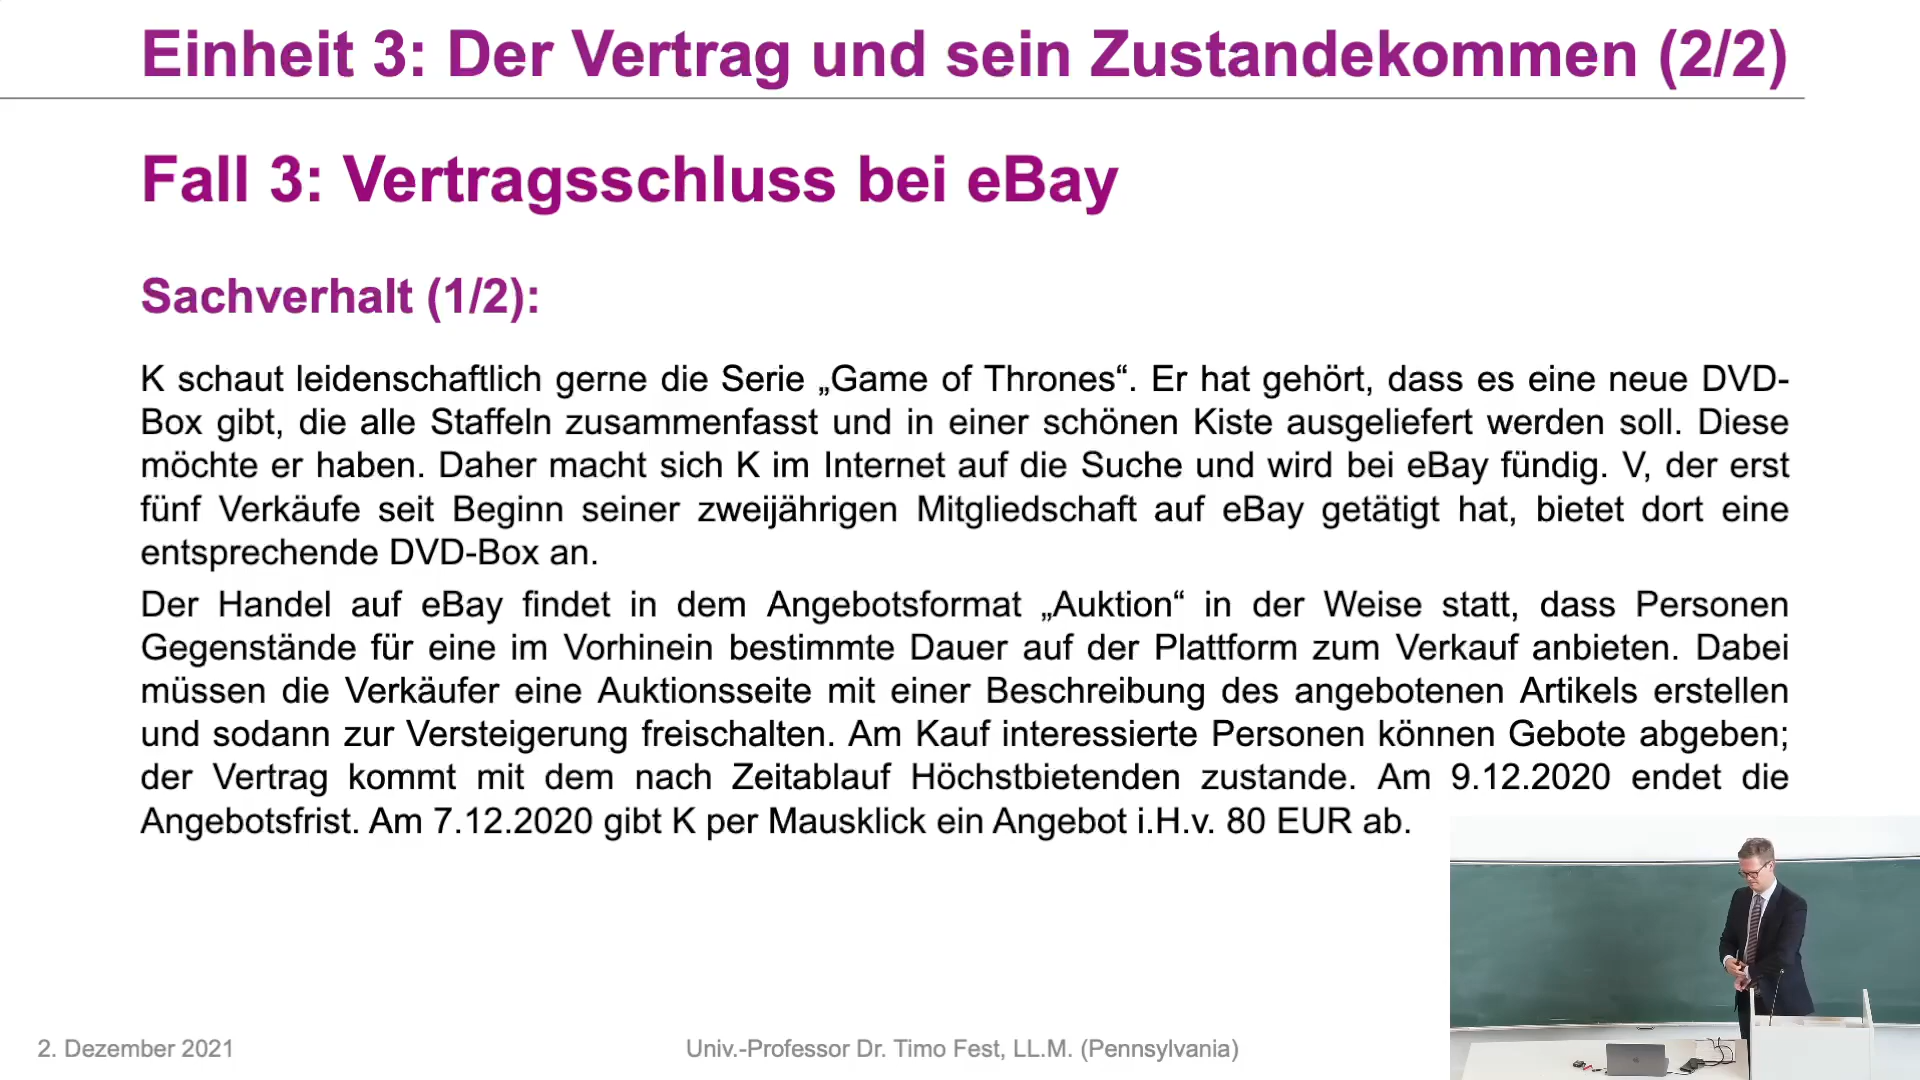 Einheit 3: Der Vertrag und sein Zustandekommen (2/2)
Fall 3: Vertragsschluss bei eBay
Sachverhalt (1/2):
K schaut leidenschaftlich gerne die Serie „Game of Thrones“. Er hat gehört, dass es eine neue DVD-
Box gibt, die alle Staffeln zusammenfasst und in einer schönen Kiste ausgeliefert werden soll. Diese
möchte er haben. Daher macht sich K im Internet auf die Suche und wird bei eBay fündig. V, der erst
fünf Verkäufe seit Beginn seiner zweijährigen Mitgliedschaft auf eBay getätigt hat, bietet dort eine
entsprechende DVD-Box an.
Der Handel auf eBay findet in dem Angebotsformat „Auktion“ in der Weise statt, dass Personen
Gegenstände für eine im Vorhinein bestimmte Dauer auf der Plattform zum Verkauf anbieten. Dabei
müssen die Verkäufer eine Auktionsseite mit einer Beschreibung des angebotenen Artikels erstellen
und sodann zur Versteigerung freischalten. Am Kauf interessierte Personen können Gebote abgeben;
der Vertrag kommt mit dem nach Zeitablauf Höchstbietenden zustande. Am 9.12.2020 endet die
Angebotsfrist. Am 7.12.2020 gibt K per Mausklick ein Angebot i.H.v. 80 EUR ab.
2. Dezember 2021
Univ.-Professor Dr. Timo Fest, LL.M. (Pennsylvania)